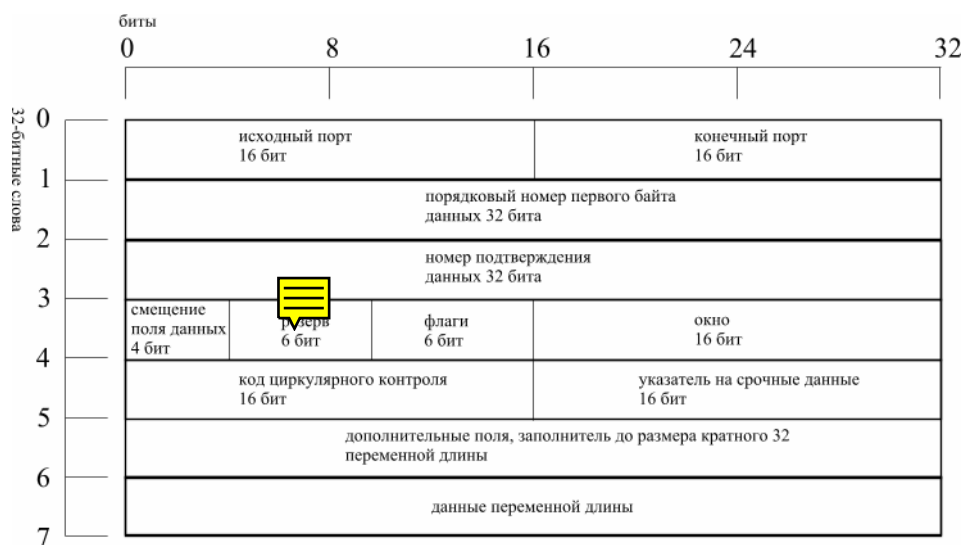 биты
0 8 16 24 32
32-битные слова
0
исходный порт
16 бит
конечный порт
16 бит
1
порядковый номер первого байта
данных 32 бита
2
номер подтверждения
данных 32 бита
3
смещение
поля данных
4 бит
резерв
6 бит
флаги
6 бит
окно
16 бит
4
код циркулярного контроля
16 бит
указатель на срочные данные
16 бит
5
дополнительные поля, заполнитель до размера кратного 32
переменной длины
6
данные переменной длины
7